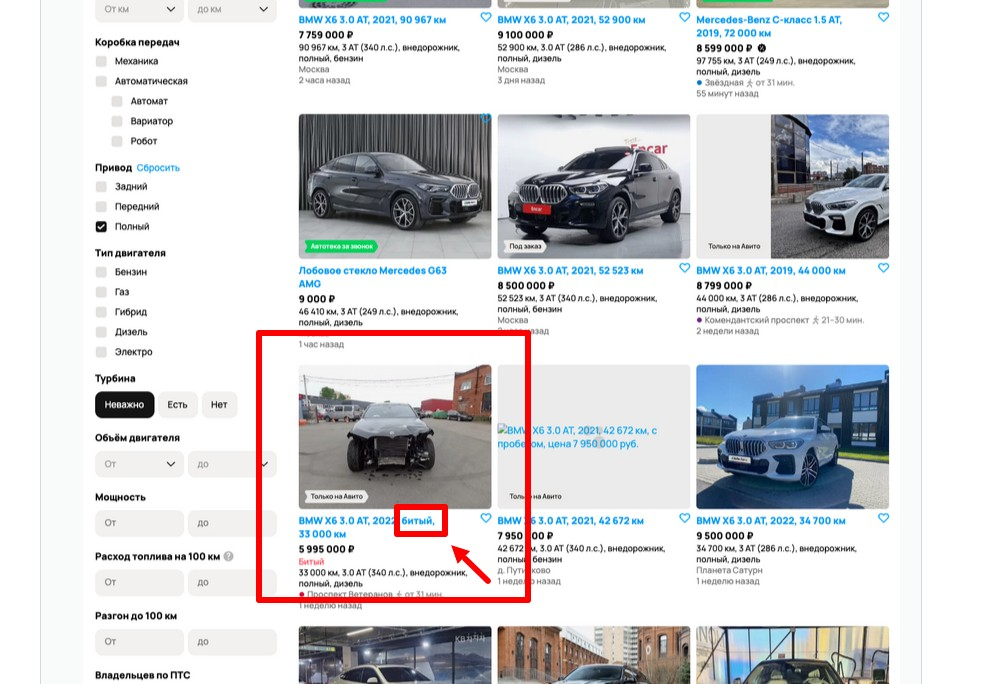 От км
до км
Коробка передач
Механика
Автоматическая
Автомат
Вариатор
Робот
Привод Сбросить
Задний
Передний
Полный
Тип двигателя
Бензин
Газ
Гибрид
Дизель
Электро
Турбина
Неважно
Есть
Нет
Объём двигателя
От
до
Мощность
От
до
Расход топлива на 100 км
От
до
Разгон до 100 км
От
до
Владельцев по ПТС
BMW X6 3.0 AT, 2021, 90 967 км
7 759 000 ₽
90 967 км, 3 AT (340 л.с.), внедорожник,
полный, бензин
Москва
2 часа назад
BMW X6 3.0 AT, 2021, 52 900 км
9 100 000 ₽
52 900 км, 3.0 AT (286 л.с.), внедорожник,
полный, дизель
Москва
3 дня назад
Mercedes-Benz C-класс 1.5 AT,
2019, 72 000 км
8 599 000 ₽
97 755 км, 3 AT (249 л.с.), внедорожник,
полный, дизель
Звёздная от 31 мин.
55 минут назад
Автотека за звонок
Лобовое стекло Mercedes G63
AMG
9 000 ₽
46 410 км, 3 AT (249 л.с.), внедорожник,
полный, дизель
1 час назад
Encar
Encar
Под заказ
BMW X6 3.0 AT, 2021, 52 523 км
8 500 000 ₽
52 523 км, 3 AT (340 л.с.), внедорожник,
полный, бензин
Москва
назад
Только на Авито
BMW X6 3.0 AT, 2019, 44 000 км
8 799 000 ₽
44 000 км, 3 AT (286 л.с.), внедорожник,
полный, дизель
Комендантский проспект 21–30 мин.
2 недели назад
Только на Авито
BMW X6 3.0 AT, 2022, битый,
33 000 км
5 995 000 ₽
Битый
33 000 км, 3.0 AT (340 л.с.), внедорожник,
полный, дизель
Проспект Ветеранов от 31 мин.
1 неделю назад
BMW X6 3.0 AT, 2021, 42 672 км, с
пробегом, цена 7 950 000 руб.
Только на Авито
BMW X6 3.0 AT, 2021, 42 672 км
7 950 000 ₽
42 672 км, 3.0 AT (340 л.с.), внедорожник,
полный, бензин
д. Путилково
1 неделю назад
BMW X6 3.0 AT, 2022, 34 700 км
9 500 000 ₽
34 700 км, 3 AT (286 л.с.), внедорожник,
полный, дизель
Планета Сатурн
1 неделю назад